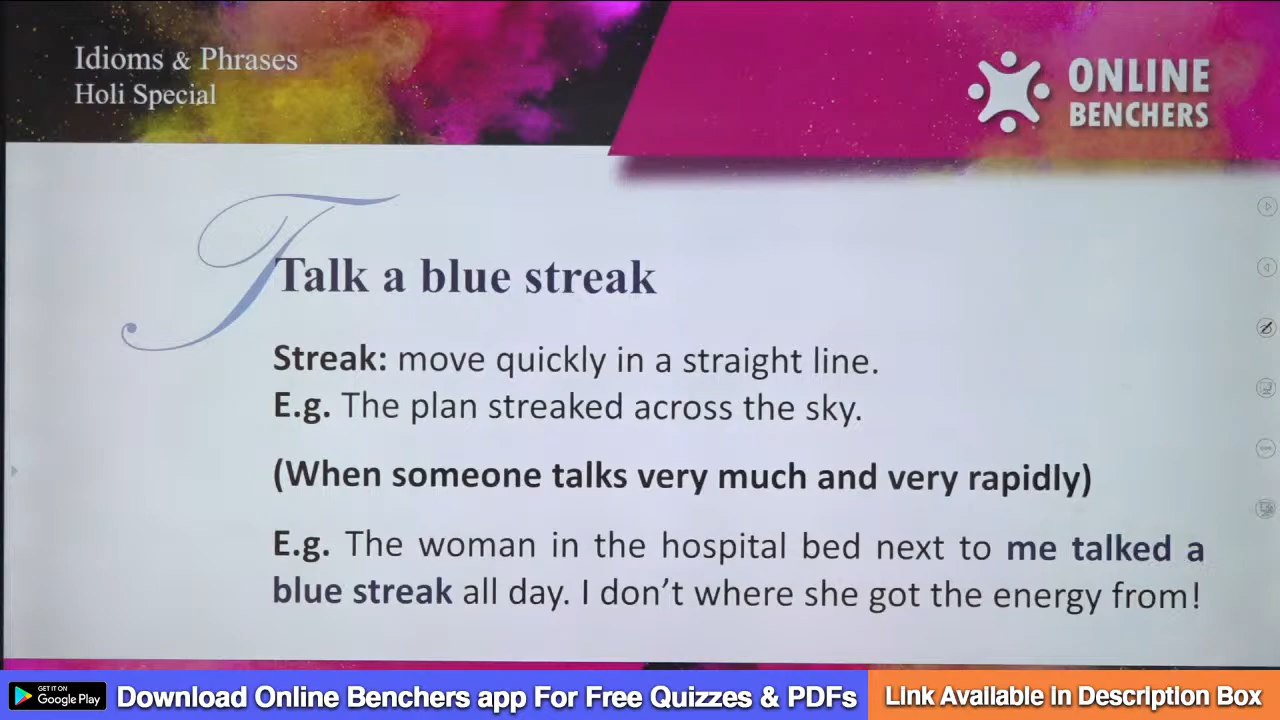 Idioms & Phrases
Holi Special
ONLINE
BENCHERS
Talk a blue streak
Streak: move quickly in a straight line.
E.g. The plan streaked across the sky.
(When someone talks very much and very rapidly)
E.g. The woman in the hospital bed next to me talked a
blue streak all day. I don’t where she got the energy from!
GET IT ON
Google Play
Download Online Benchers app For Free Quizzes & PDFs
Link Available In Description Box